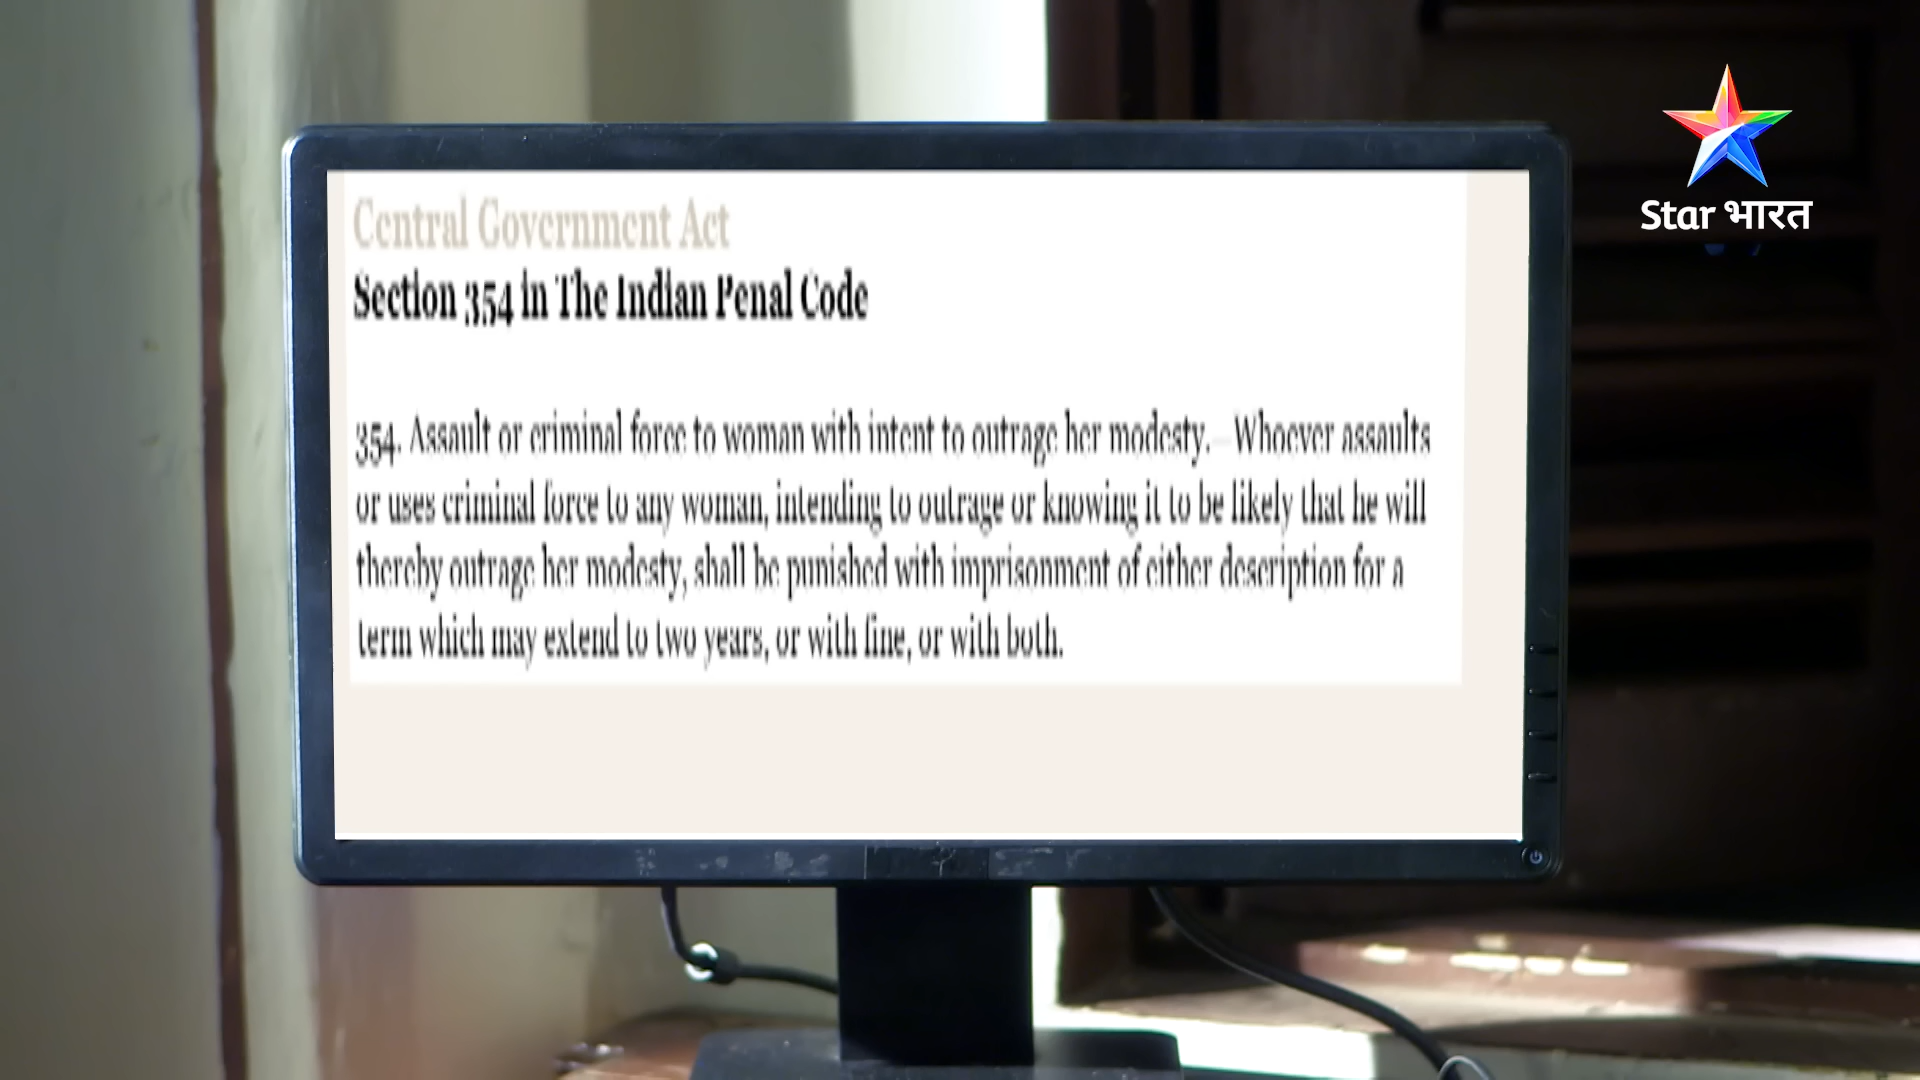 Star भारत
Central Government Act
Section 354 in The Indian Penal Code
354. Assault or criminal force to woman with intent to outrage her modesty.—Whoever assaults
or uses criminal force to any woman, intending to outrage or knowing it to be likely that he will
thereby outrage her modesty, shall be punished with imprisonment of either description for a
term which may extend to two years, or with fine, or with both.